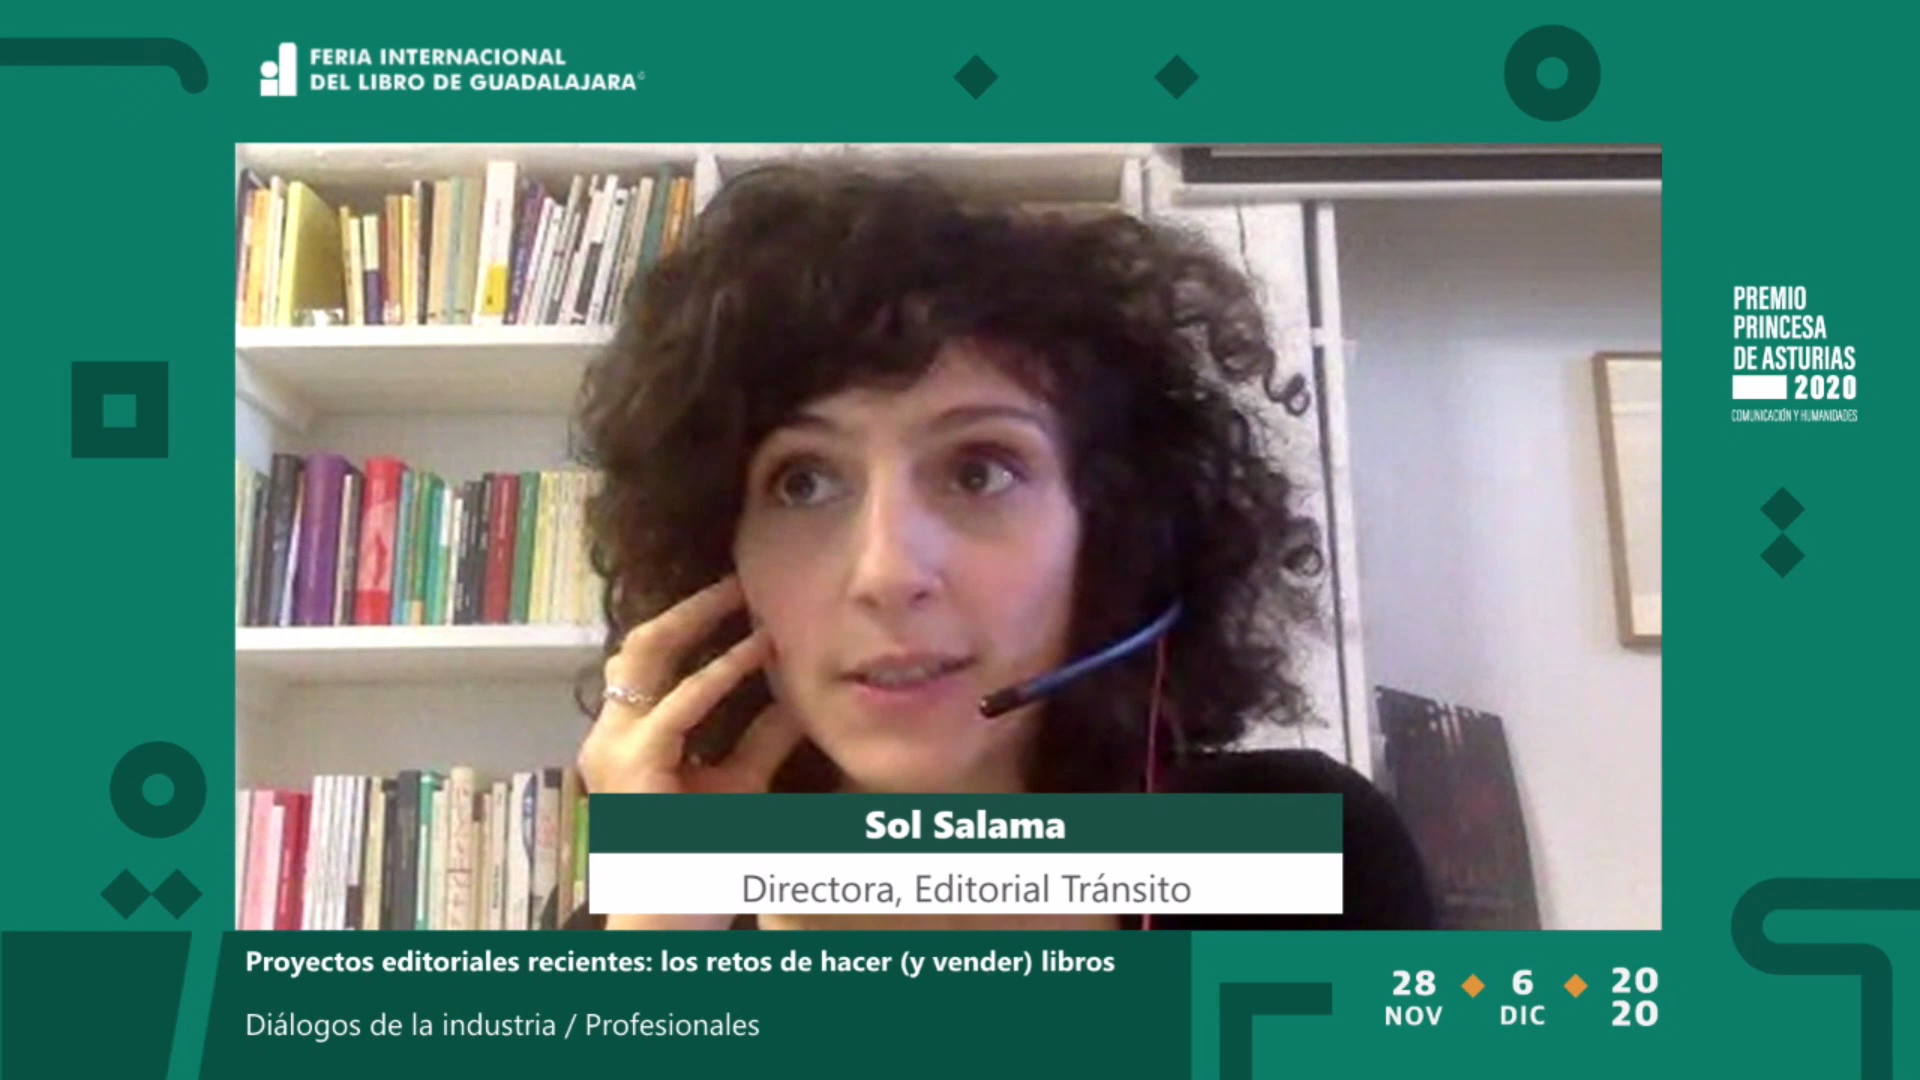 FERIA INTERNACIONAL
DEL LIBRO DE GUADALAJARA
PREMIO
PRINCESA
DE ASTURIAS
2020
COMUNICACIÓN Y HUMANIDADES
Sol Salama
Directora, Editorial Tránsito
Proyectos editoriales recientes: los retos de hacer (y vender) libros
Diálogos de la industria / Profesionales
28 6 20
NOV DIC 20